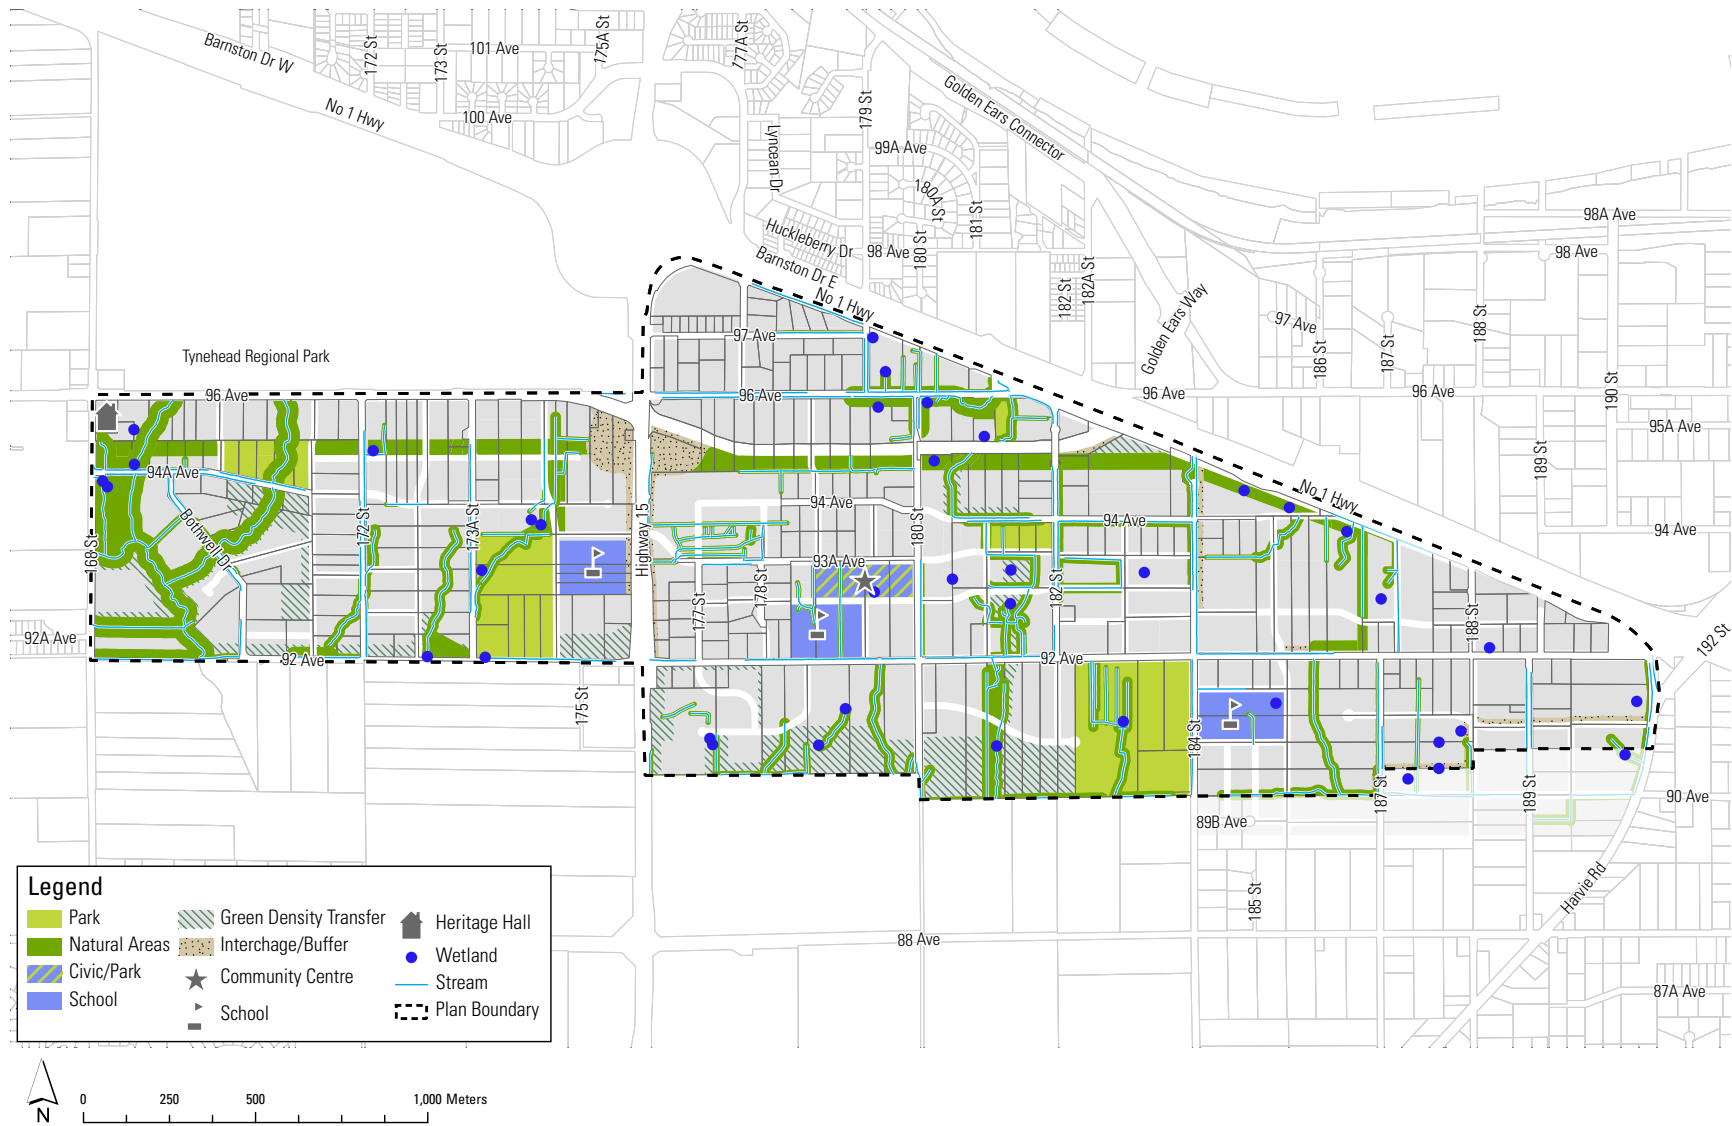 Barnston Dr W
172 St
173 St
101 Ave
175A St
177A St
No 1 Hwy
100 Ave
179 St
Golden Ears Connector
Lyncean Dr
99A Ave
180A St
181 St
98A Ave
Huckleberry Dr
98 Ave
180 St
98 Ave
Barnston Dr E
182 St
182A St
No 1 Hwy
Golden Ears Way
97 Ave
97 Ave
186 St
187 St
188 St
Tynehead Regional Park
96 Ave
96 Ave
96 Ave
96 Ave
190 St
95A Ave
94A Ave
189 St
No 1 Hwy
94 Ave
94 Ave
94 Ave
168 St
Bothwell Dr
172 St
173A St
Highway 15
180 St
93A Ave
177 St
178 St
182 St
188 St
92A Ave
92 Ave
92 Ave
192 St
175 St
184 St
187 St
189 St
90 Ave
89B Ave
185 St
Harvie Rd
88 Ave
87A Ave
Legend
Park
Natural Areas
Civic/Park
School
Green Density Transfer
Interchage/Buffer
Community Centre
School
Heritage Hall
Wetland
Stream
Plan Boundary
N
0 250 500 1,000 Meters